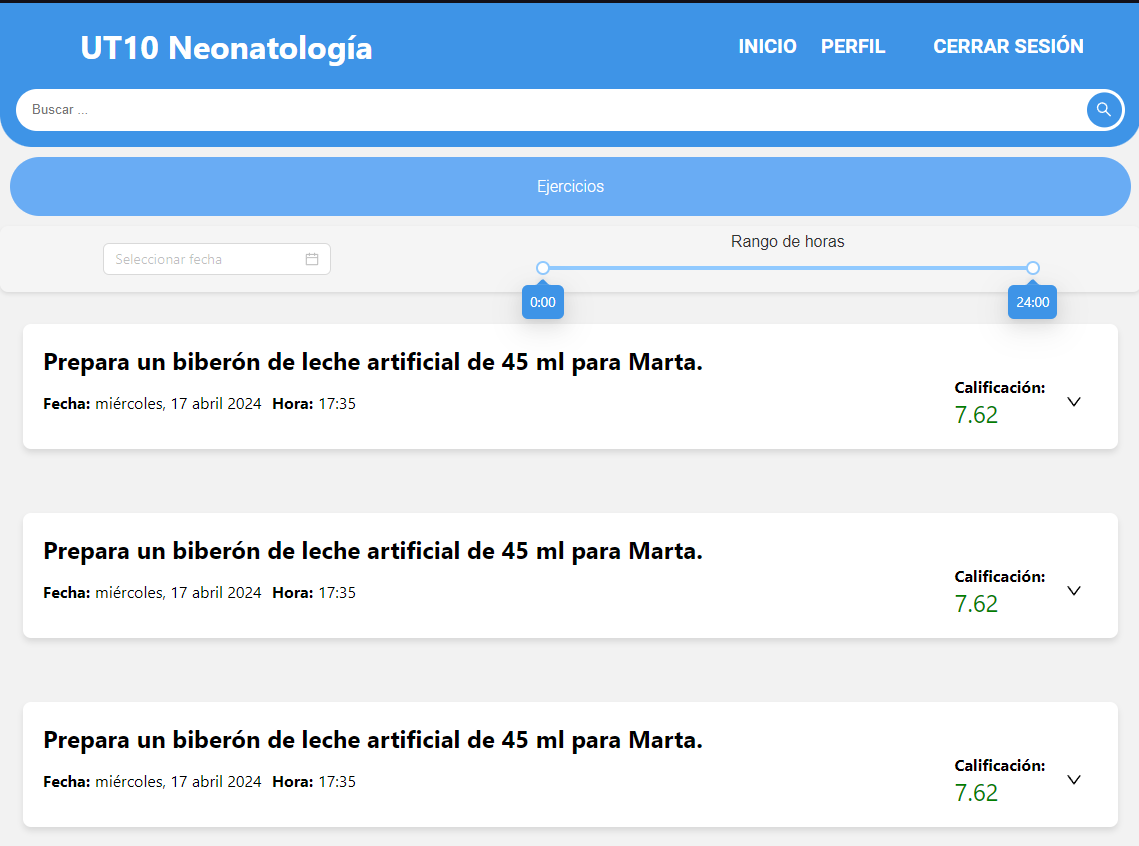 UT10 Neonatología
INICIO PERFIL CERRAR SESIÓN
Buscar ...
Ejercicios
Rango de horas
Seleccionar fecha
0:00 24:00
Prepara un biberón de leche artificial de 45 ml para Marta.
Fecha: miércoles, 17 abril 2024 Hora: 17:35
Calificación:
7.62
Prepara un biberón de leche artificial de 45 ml para Marta.
Fecha: miércoles, 17 abril 2024 Hora: 17:35
Calificación:
7.62
Prepara un biberón de leche artificial de 45 ml para Marta.
Fecha: miércoles, 17 abril 2024 Hora: 17:35
Calificación:
7.62